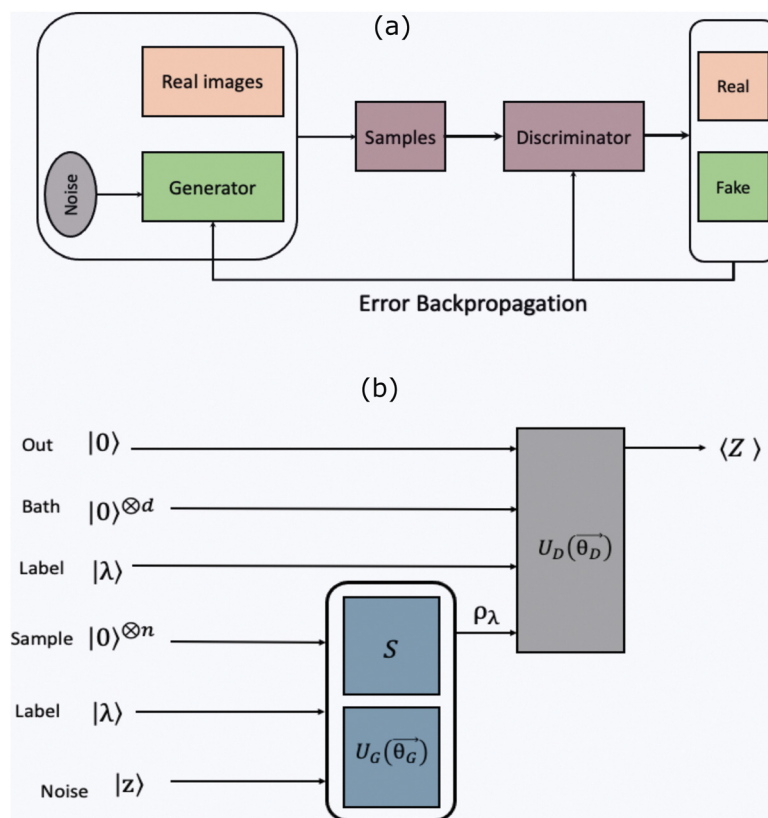 (a)
Real images
Real
Samples
Discriminator
Noise
Generator
Fake
Error Backpropagation
(b)
Out |0⟩
⟨Z ⟩
Bath |0⟩⊗d
U_D(θ_D)
Label |λ⟩
ρλ
Sample |0⟩⊗n
S
Label |λ⟩
U_G(θ_G)
Noise |z⟩